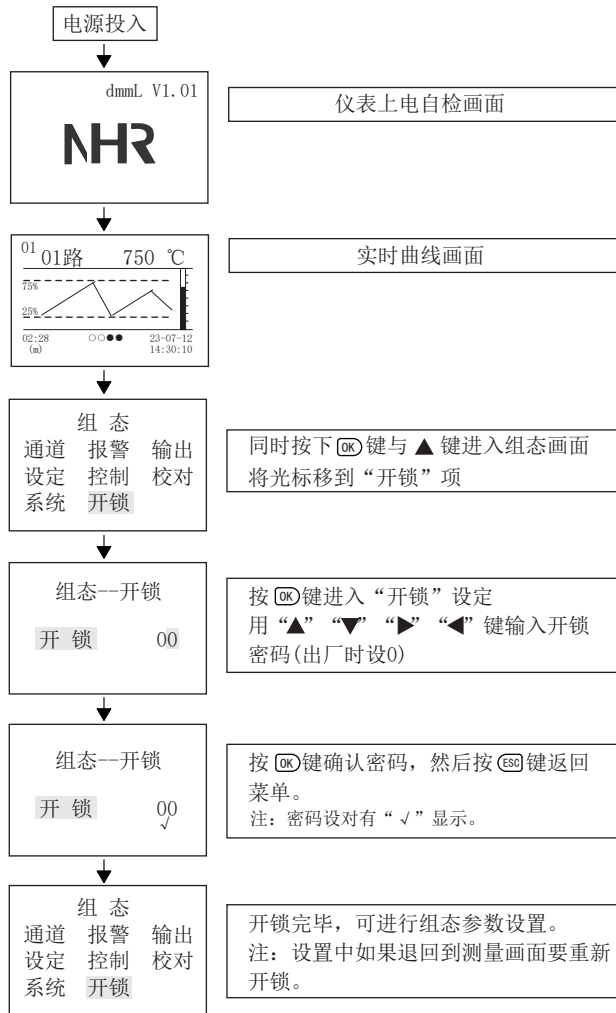 电源投入
dmmL V1.01
NHR
仪表上电自检画面
01
01路 750 ℃
75%
25%
02:28 ○○●● 23-07-12
(m) 14:30:10
实时曲线画面
组 态
通道 报警 输出
设定 控制 校对
系统 开锁
同时按下OK键与 ▲ 键进入组态画面
将光标移到“开锁”项
组态--开锁
开 锁 00
按OK键进入“开锁”设定
用“▲”“▼”“▶”“◀”键输入开锁
密码(出厂时设0)
组态--开锁
开 锁 00
√
按OK键确认密码，然后按ESC键返回
菜单。
注：密码设对有“√”显示。
组 态
通道 报警 输出
设定 控制 校对
系统 开锁
开锁完毕，可进行组态参数设置。
注：设置中如果退回到测量画面要重新
开锁。